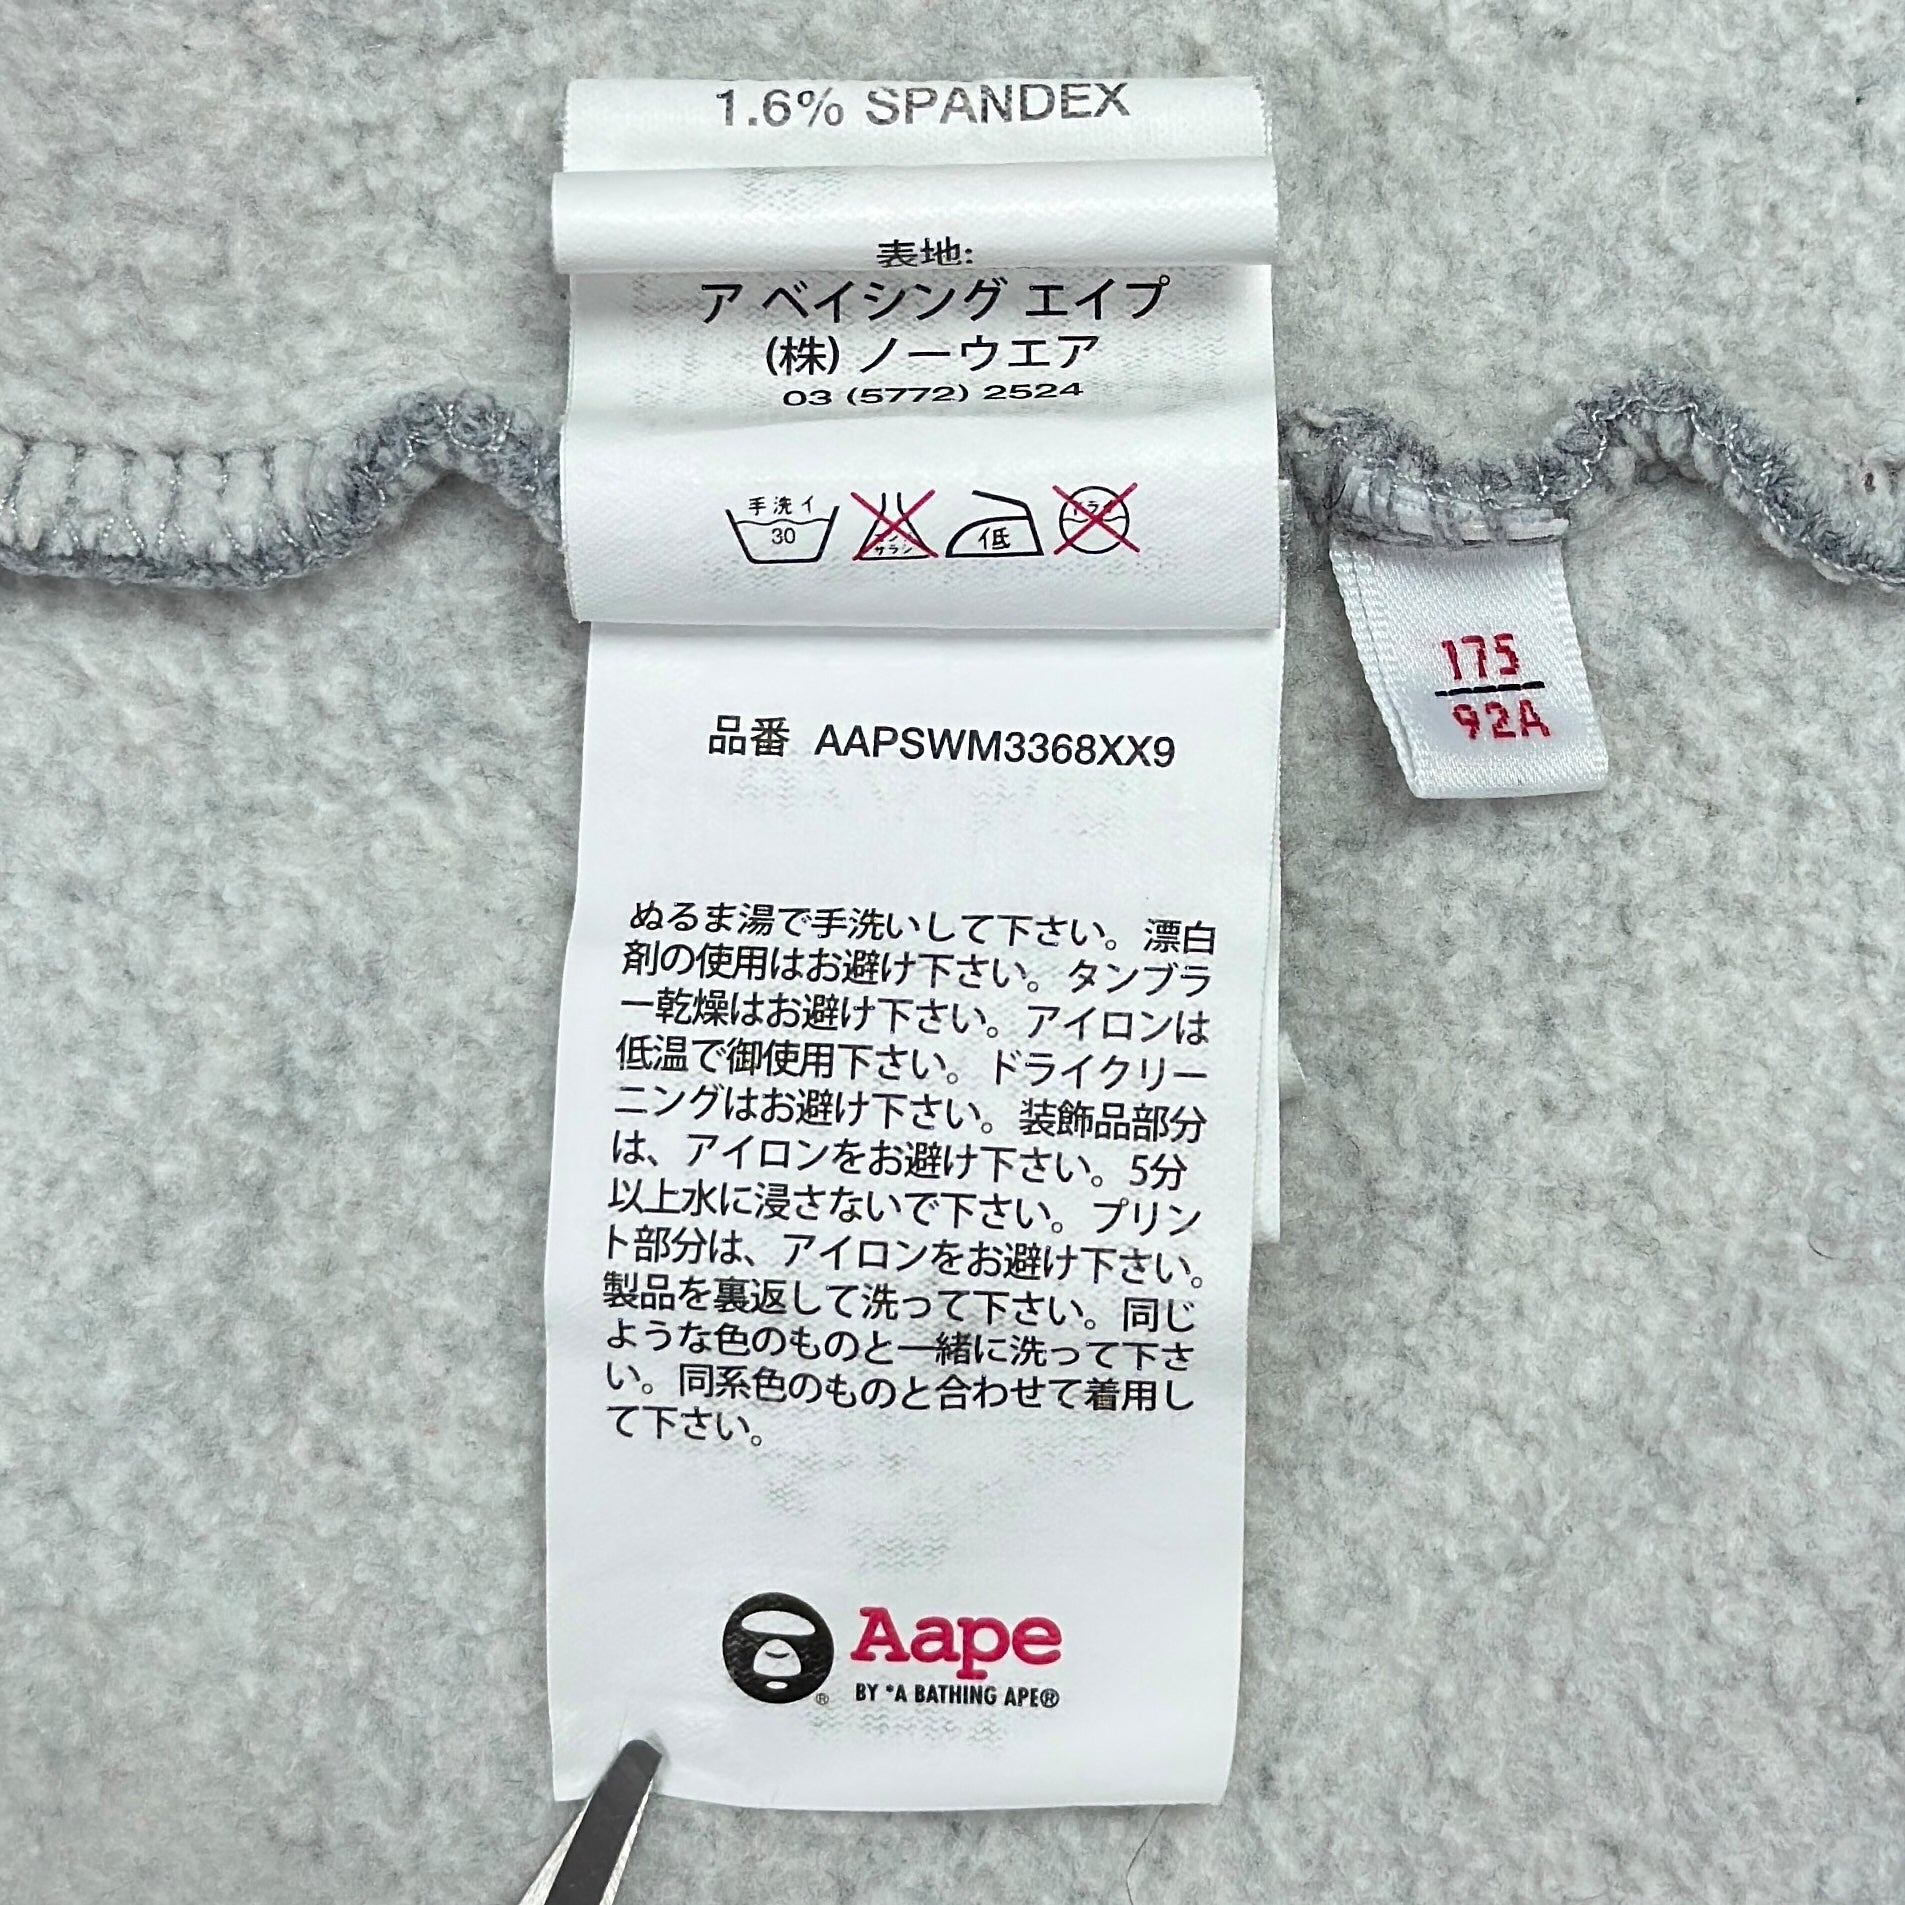 1.6% SPANDEX
表地:
ア ベイシング エイプ
(株) ノーウエア
03 (5772) 2524
手洗イ
30
サラシ
低
175
92A
品番 AAPSWM3368XX9
ぬるま湯で手洗いして下さい。漂白
剤の使用はお避け下さい。タンブラ
ー乾燥はお避け下さい。アイロンは
低温で御使用下さい。ドライクリー
ニングはお避け下さい。装飾品部分
は、アイロンをお避け下さい。5分
以上水に浸さないで下さい。プリン
ト部分は、アイロンをお避け下さい。
製品を裏返して洗って下さい。同じ
ような色のものと一緒に洗って下さ
い。同系色のものと合わせて着用し
て下さい。
Aape
BY *A BATHING APE®
®